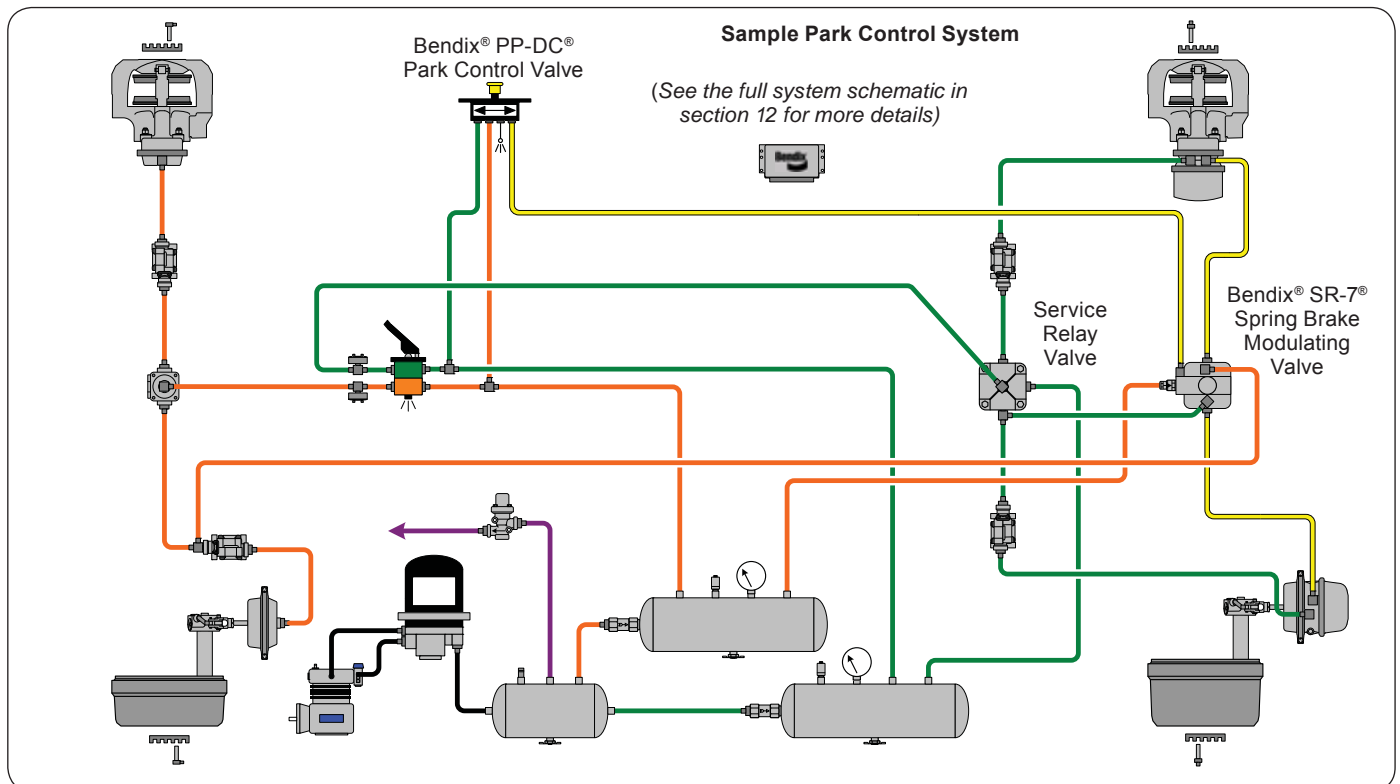 Sample Park Control System
Bendix® PP-DC®
Park Control Valve
(See the full system schematic in
section 12 for more details)
Bendix
Service
Relay
Valve
Bendix® SR-7®
Spring Brake
Modulating
Valve